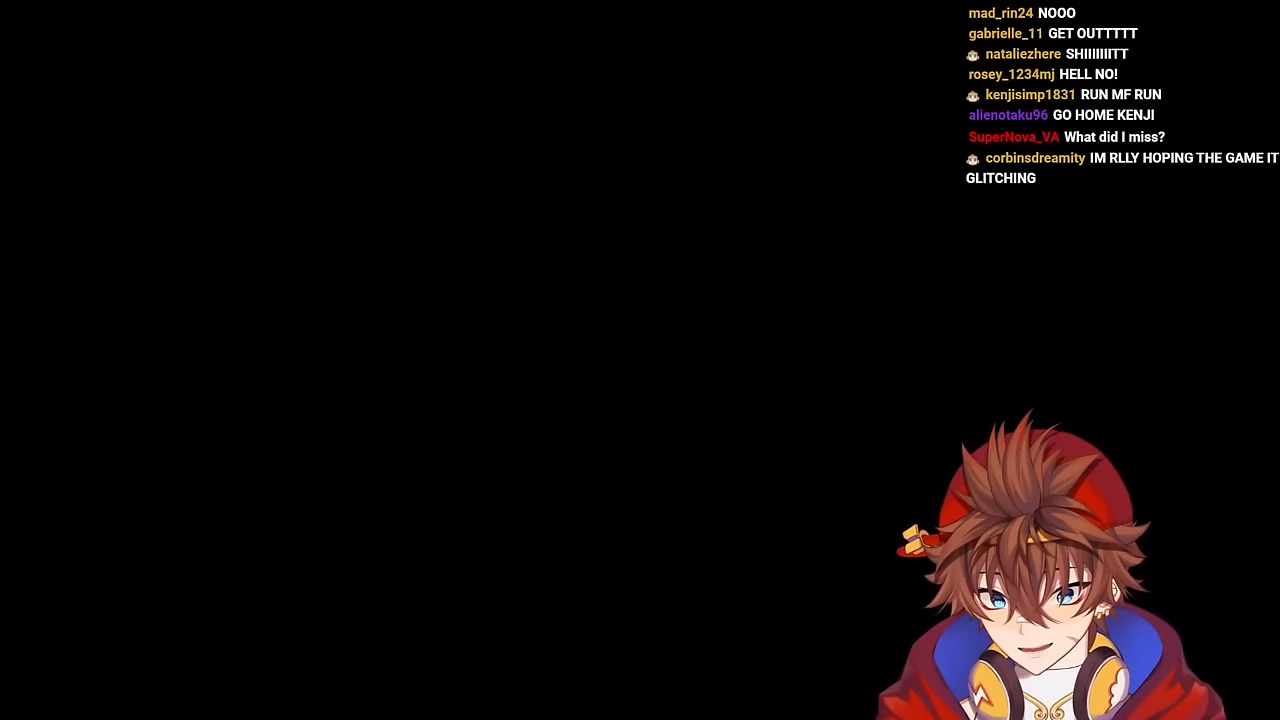 mad_rin24 NOOO
gabrielle_11 GET OUTTTTT
nataliezhere SHIIIIIIITT
rosey_1234mj HELL NO!
kenjisimp1831 RUN MF RUN
alienotaku96 GO HOME KENJI
SuperNova_VA What did I miss?
corbinsdreamity IM RLLY HOPING THE GAME IT
GLITCHING